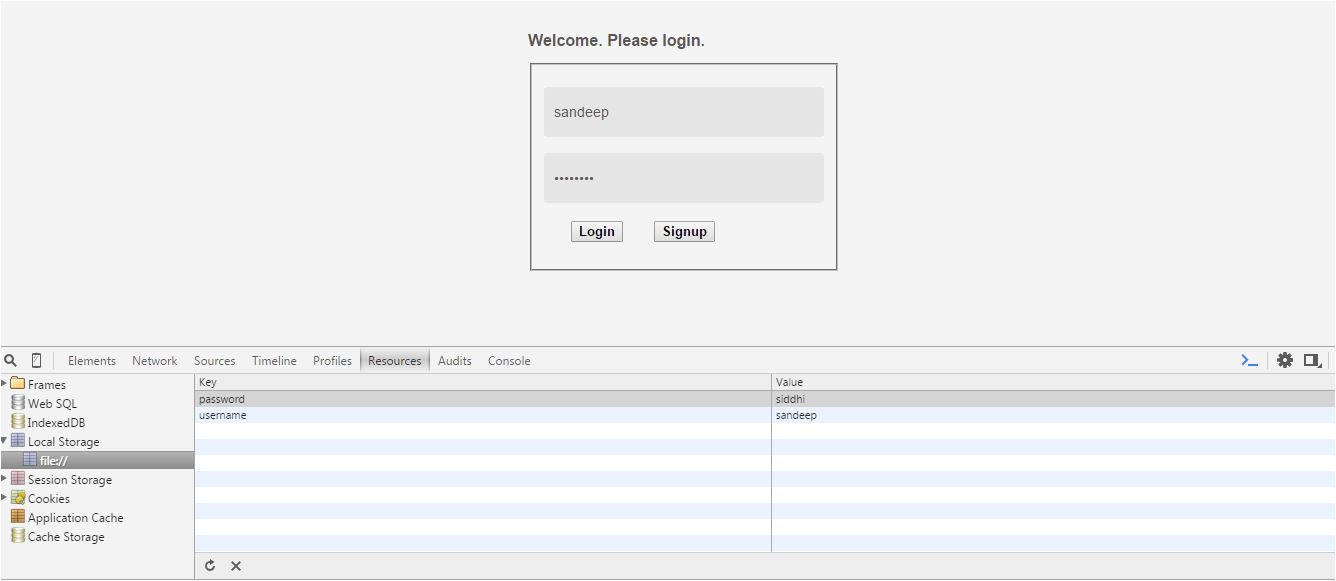 Welcome. Please login.
sandeep
••••••••
Login Signup
Elements Network Sources Timeline Profiles Resources Audits Console
Frames
Web SQL
IndexedDB
Local Storage
file://
Session Storage
Cookies
Application Cache
Cache Storage
Key Value
password siddhi
username sandeep